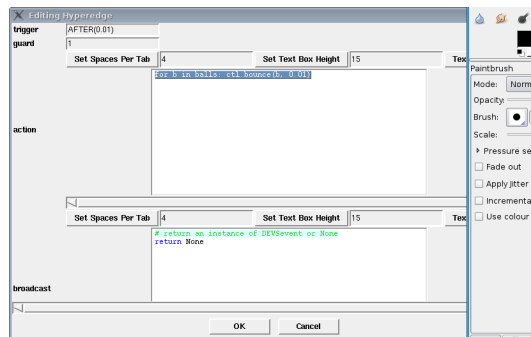 X Editing Hyperedge
trigger AFTER(0.01)
guard 1
Set Spaces Per Tab 4 Set Text Box Height 15 Tex
for b in balls: ctl.bounce(b, 0.01)
action
Set Spaces Per Tab 4 Set Text Box Height 15 Tex
# return an instance of DEVSevent or None
return None
broadcast
OK Cancel
Paintbrush
Mode: Norm
Opacity:
Brush:
Scale:
Pressure se
Fade out
Apply Jitter
Incrementa
Use colour